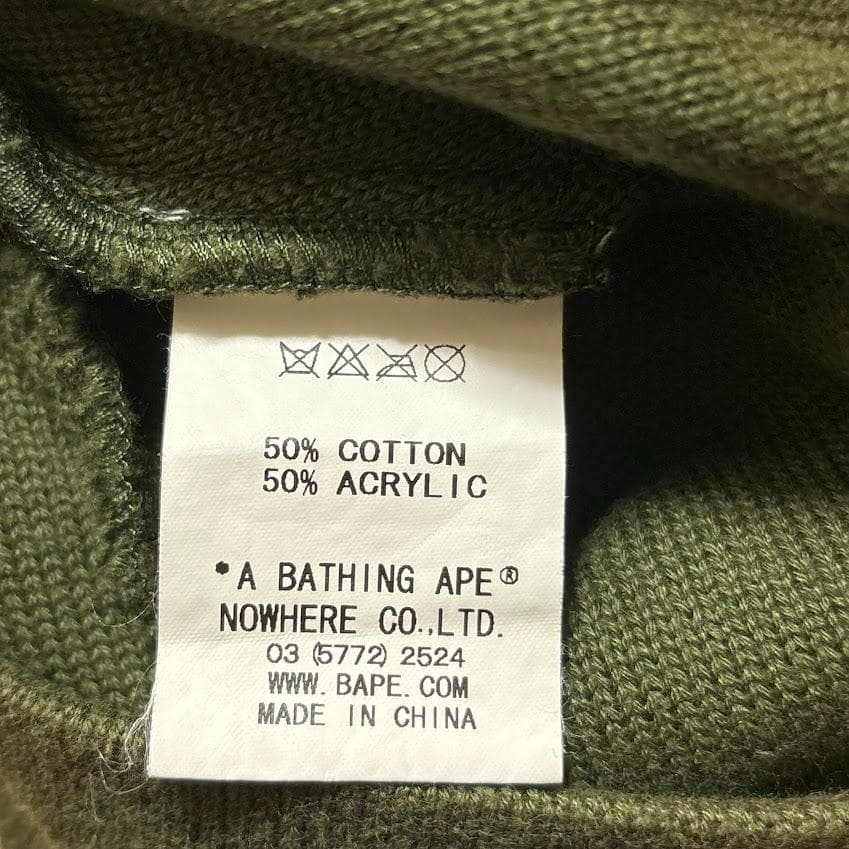 50% COTTON
50% ACRYLIC
*A BATHING APE®
NOWHERE CO.,LTD.
03 (5772) 2524
WWW. BAPE. COM
MADE IN CHINA